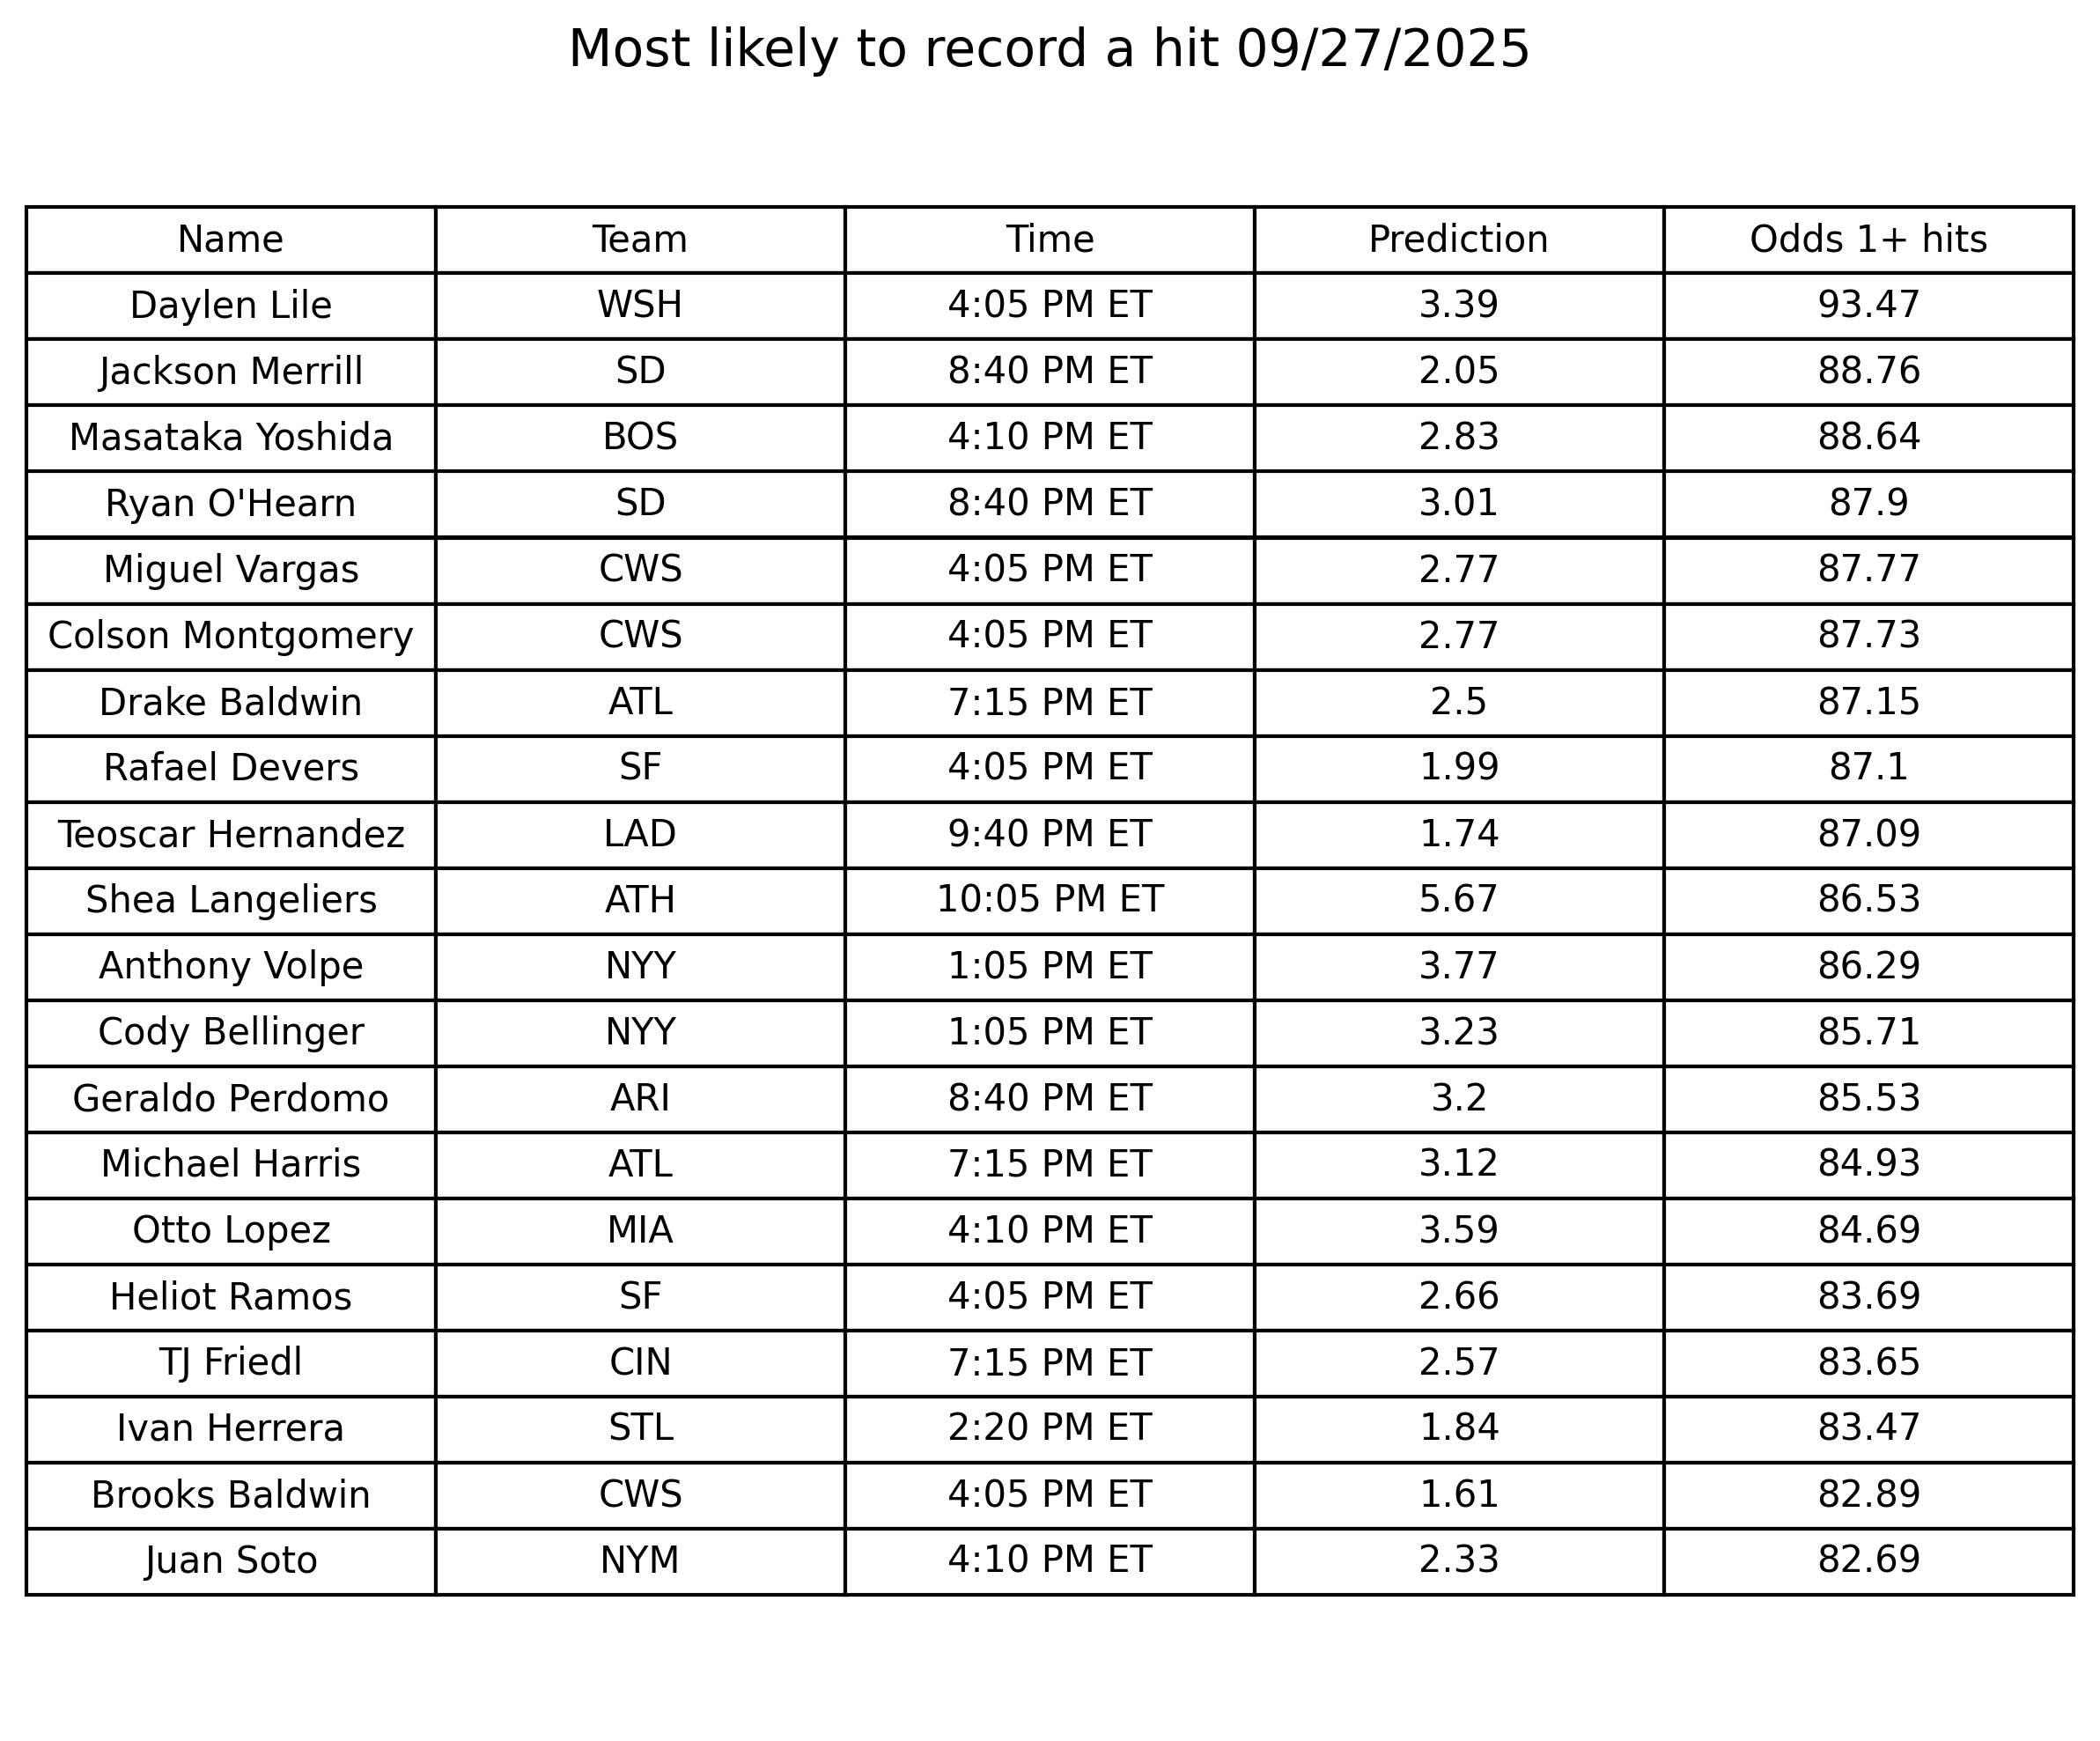 Most likely to record a hit 09/27/2025
Name Team Time Prediction Odds 1+ hits
Daylen Lile WSH 4:05 PM ET 3.39 93.47
Jackson Merrill SD 8:40 PM ET 2.05 88.76
Masataka Yoshida BOS 4:10 PM ET 2.83 88.64
Ryan O'Hearn SD 8:40 PM ET 3.01 87.9
Miguel Vargas CWS 4:05 PM ET 2.77 87.77
Colson Montgomery CWS 4:05 PM ET 2.77 87.73
Drake Baldwin ATL 7:15 PM ET 2.5 87.15
Rafael Devers SF 4:05 PM ET 1.99 87.1
Teoscar Hernandez LAD 9:40 PM ET 1.74 87.09
Shea Langeliers ATH 10:05 PM ET 5.67 86.53
Anthony Volpe NYY 1:05 PM ET 3.77 86.29
Cody Bellinger NYY 1:05 PM ET 3.23 85.71
Geraldo Perdomo ARI 8:40 PM ET 3.2 85.53
Michael Harris ATL 7:15 PM ET 3.12 84.93
Otto Lopez MIA 4:10 PM ET 3.59 84.69
Heliot Ramos SF 4:05 PM ET 2.66 83.69
TJ Friedl CIN 7:15 PM ET 2.57 83.65
Ivan Herrera STL 2:20 PM ET 1.84 83.47
Brooks Baldwin CWS 4:05 PM ET 1.61 82.89
Juan Soto NYM 4:10 PM ET 2.33 82.69